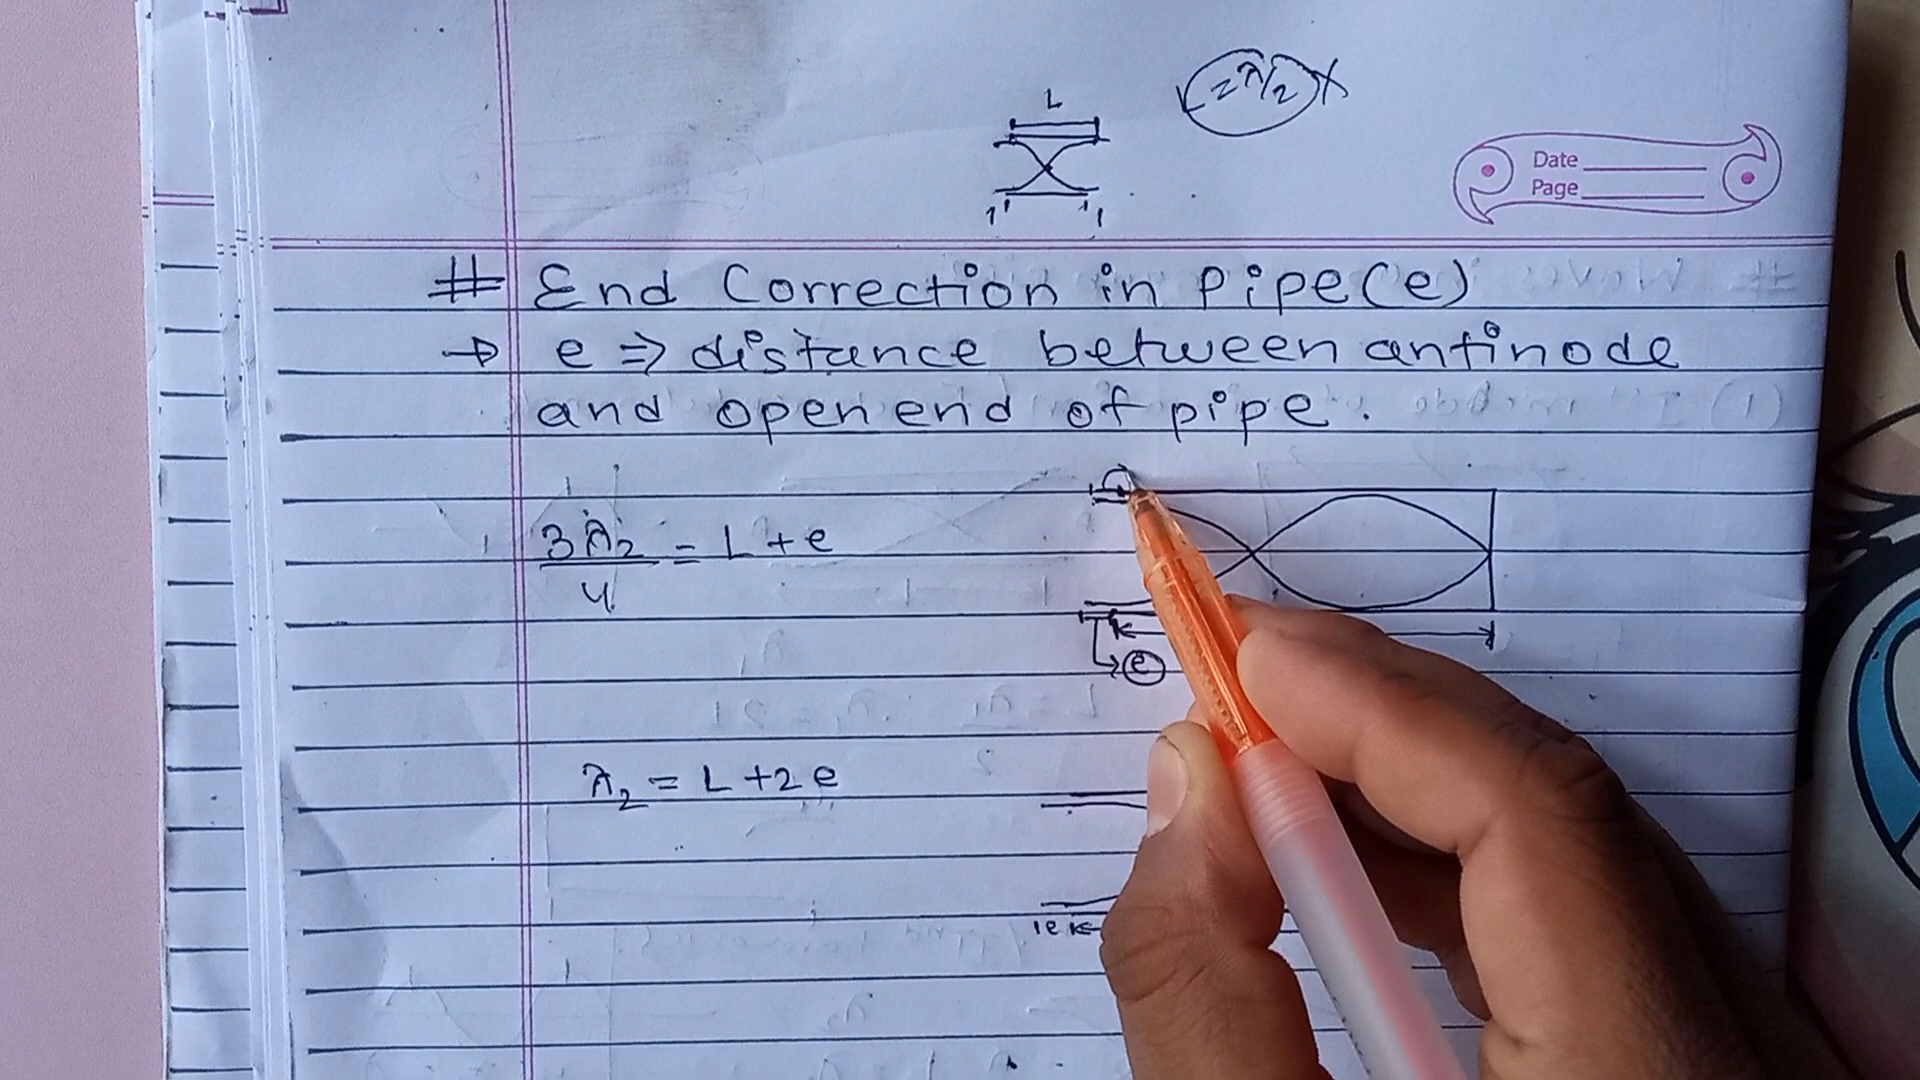 L
L=λ/2
Date
Page
# End Correction in Pipe(e)
→ e ⇒ distance between antinode
and open end of pipe.
3λ₂/4 = L+e
e
λ₂ = L+2e
e